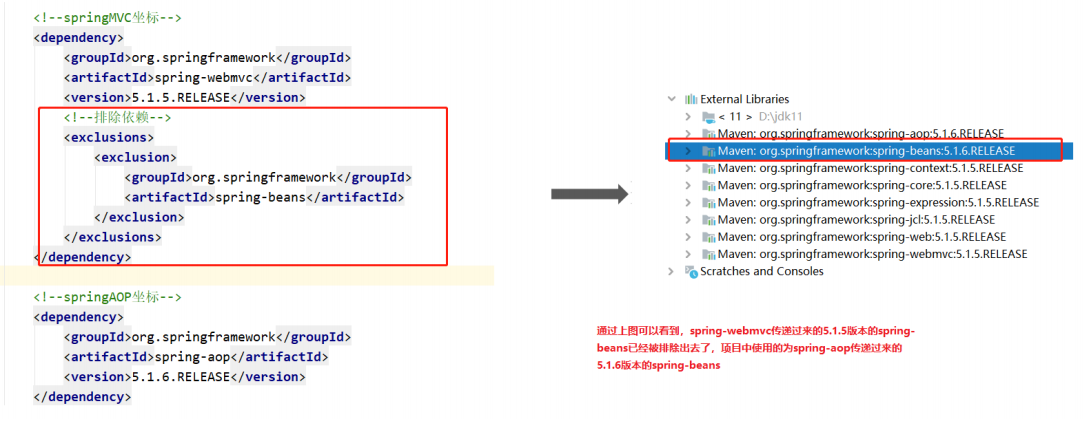 <!--springMVC坐标-->
<dependency>
<groupId>org.springframework</groupId>
<artifactId>spring-webmvc</artifactId>
<version>5.1.5.RELEASE</version>
<!--排除依赖-->
<exclusions>
<exclusion>
<groupId>org.springframework</groupId>
<artifactId>spring-beans</artifactId>
</exclusion>
</exclusions>
</dependency>
<!--springAOP坐标-->
<dependency>
<groupId>org.springframework</groupId>
<artifactId>spring-aop</artifactId>
<version>5.1.6.RELEASE</version>
</dependency>
External Libraries
< 11 > D:\jdk11
Maven: org.springframework:spring-aop:5.1.6.RELEASE
Maven: org.springframework:spring-beans:5.1.6.RELEASE
Maven: org.springframework:spring-context:5.1.5.RELEASE
Maven: org.springframework:spring-core:5.1.5.RELEASE
Maven: org.springframework:spring-expression:5.1.5.RELEASE
Maven: org.springframework:spring-jcl:5.1.5.RELEASE
Maven: org.springframework:spring-web:5.1.5.RELEASE
Maven: org.springframework:spring-webmvc:5.1.5.RELEASE
Scratches and Consoles
通过上图可以看到，spring-webmvc传递过来的5.1.5版本的spring-
beans已经被排除出去了，项目中使用的为spring-aop传递过来的
5.1.6版本的spring-beans